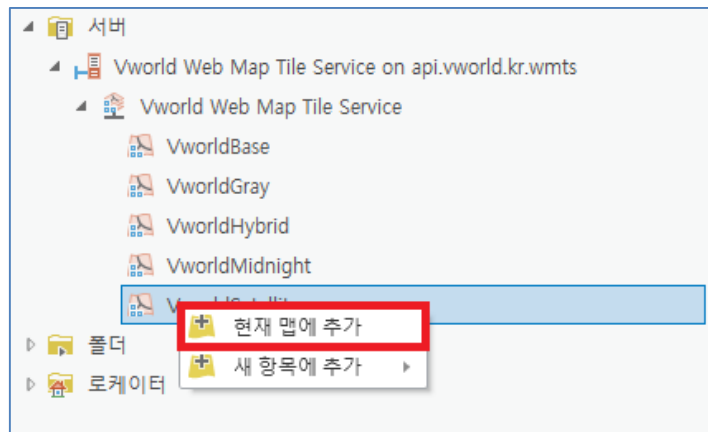 서버
Vworld Web Map Tile Service on api.vworld.kr.wmts
Vworld Web Map Tile Service
VworldBase
VworldGray
VworldHybrid
VworldMidnight
현재 맵에 추가
폴더
새 항목에 추가
로케이터